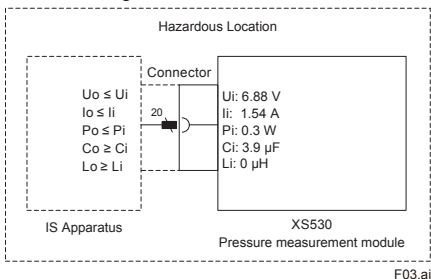 Hazardous Location
Connector
Uo ≤ Ui
Io ≤ Ii
Po ≤ Pi
Co ≥ Ci
Lo ≥ Li
20
Ui: 6.88 V
Ii: 1.54 A
Pi: 0.3 W
Ci: 3.9 µF
Li: 0 µH
IS Apparatus
XS530
Pressure measurement module
F03.ai